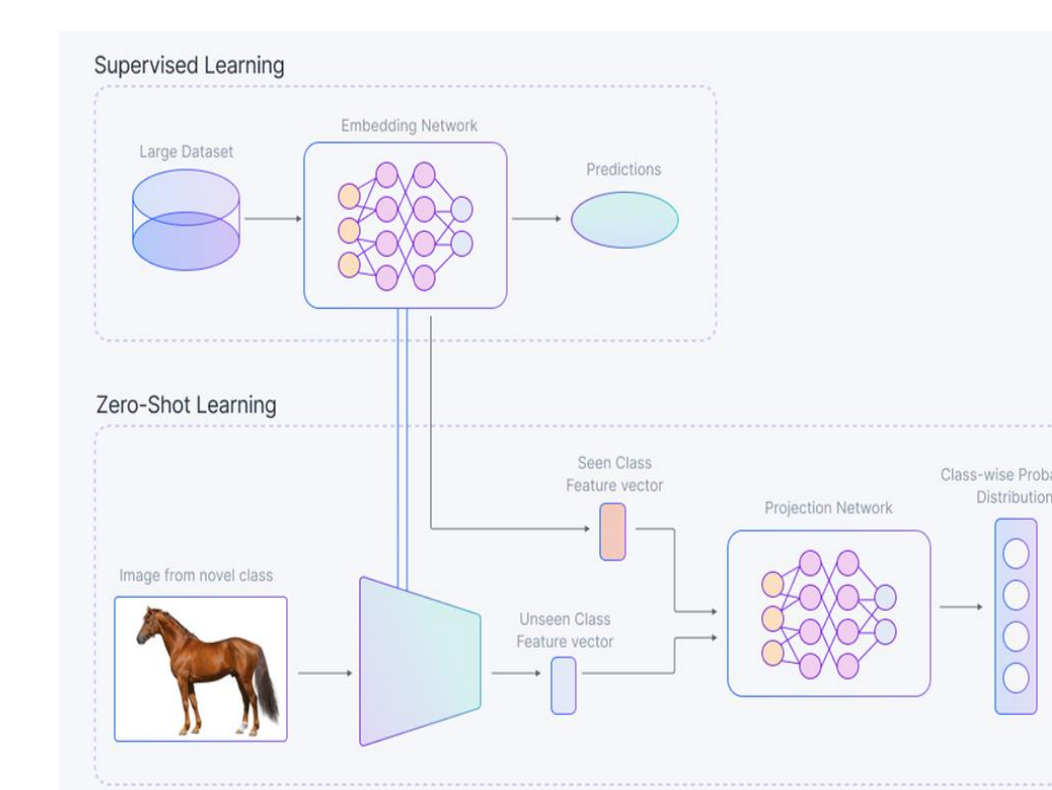 Supervised Learning
Embedding Network
Large Dataset
Predictions
Zero-Shot Learning
Seen Class
Feature vector
Class-wise
Distribution
Projection Network
Image from novel class
Unseen Class
Feature vector